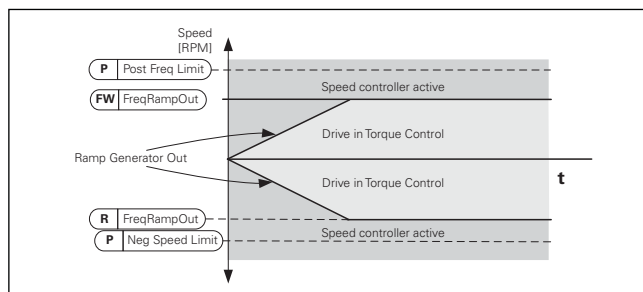 Speed
[RPM]
P Post Freq Limit
Speed controller active
FW FreqRampOut
Drive in Torque Control
Ramp Generator Out
t
Drive in Torque Control
R FreqRampOut
Speed controller active
P Neg Speed Limit